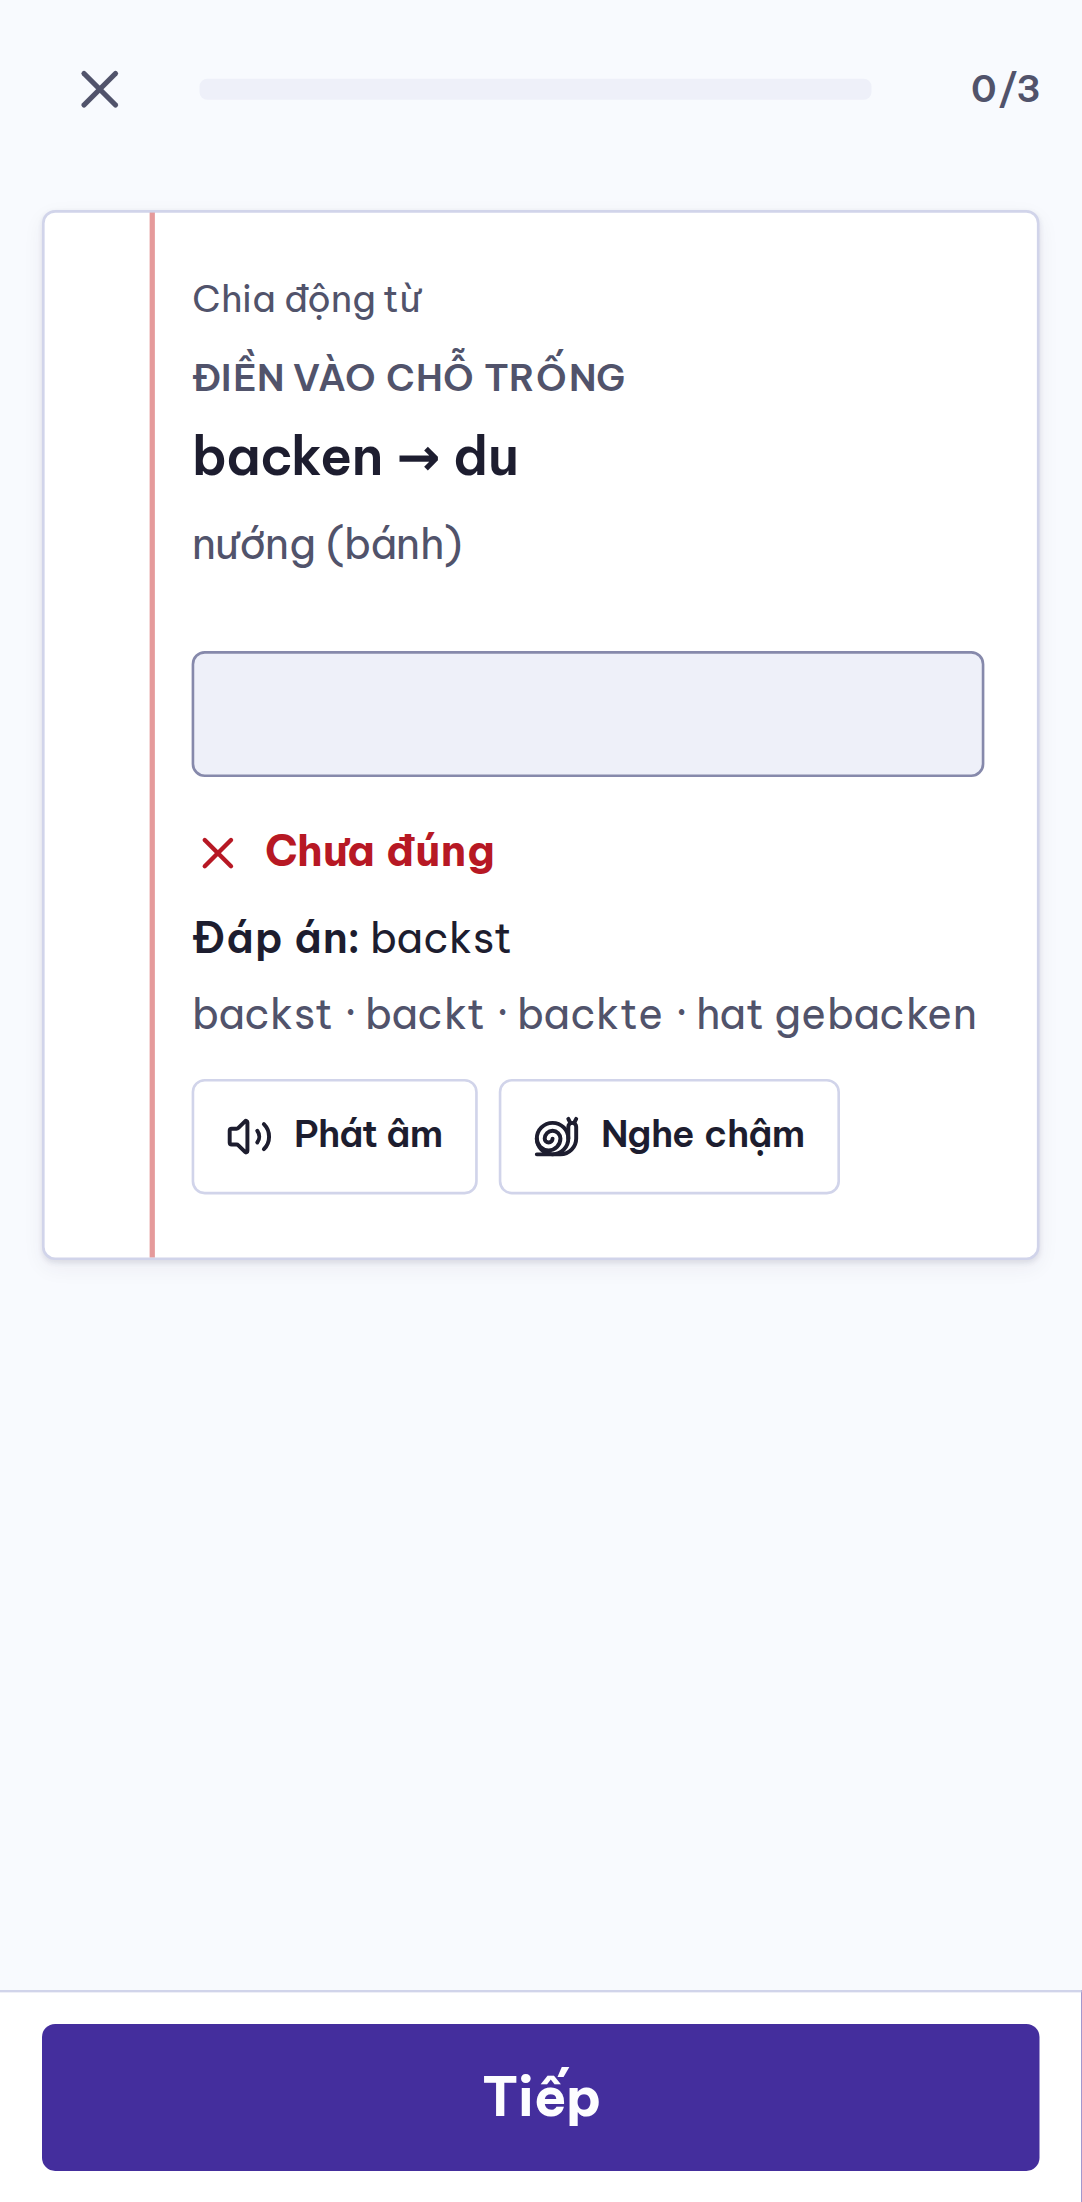 0/3
Chia động từ
ĐIỀN VÀO CHỖ TRỐNG
backen → du
nướng (bánh)
Chưa đúng
Đáp án: backst
backst · backt · backte · hat gebacken
Phát âm
Nghe chậm
Tiếp